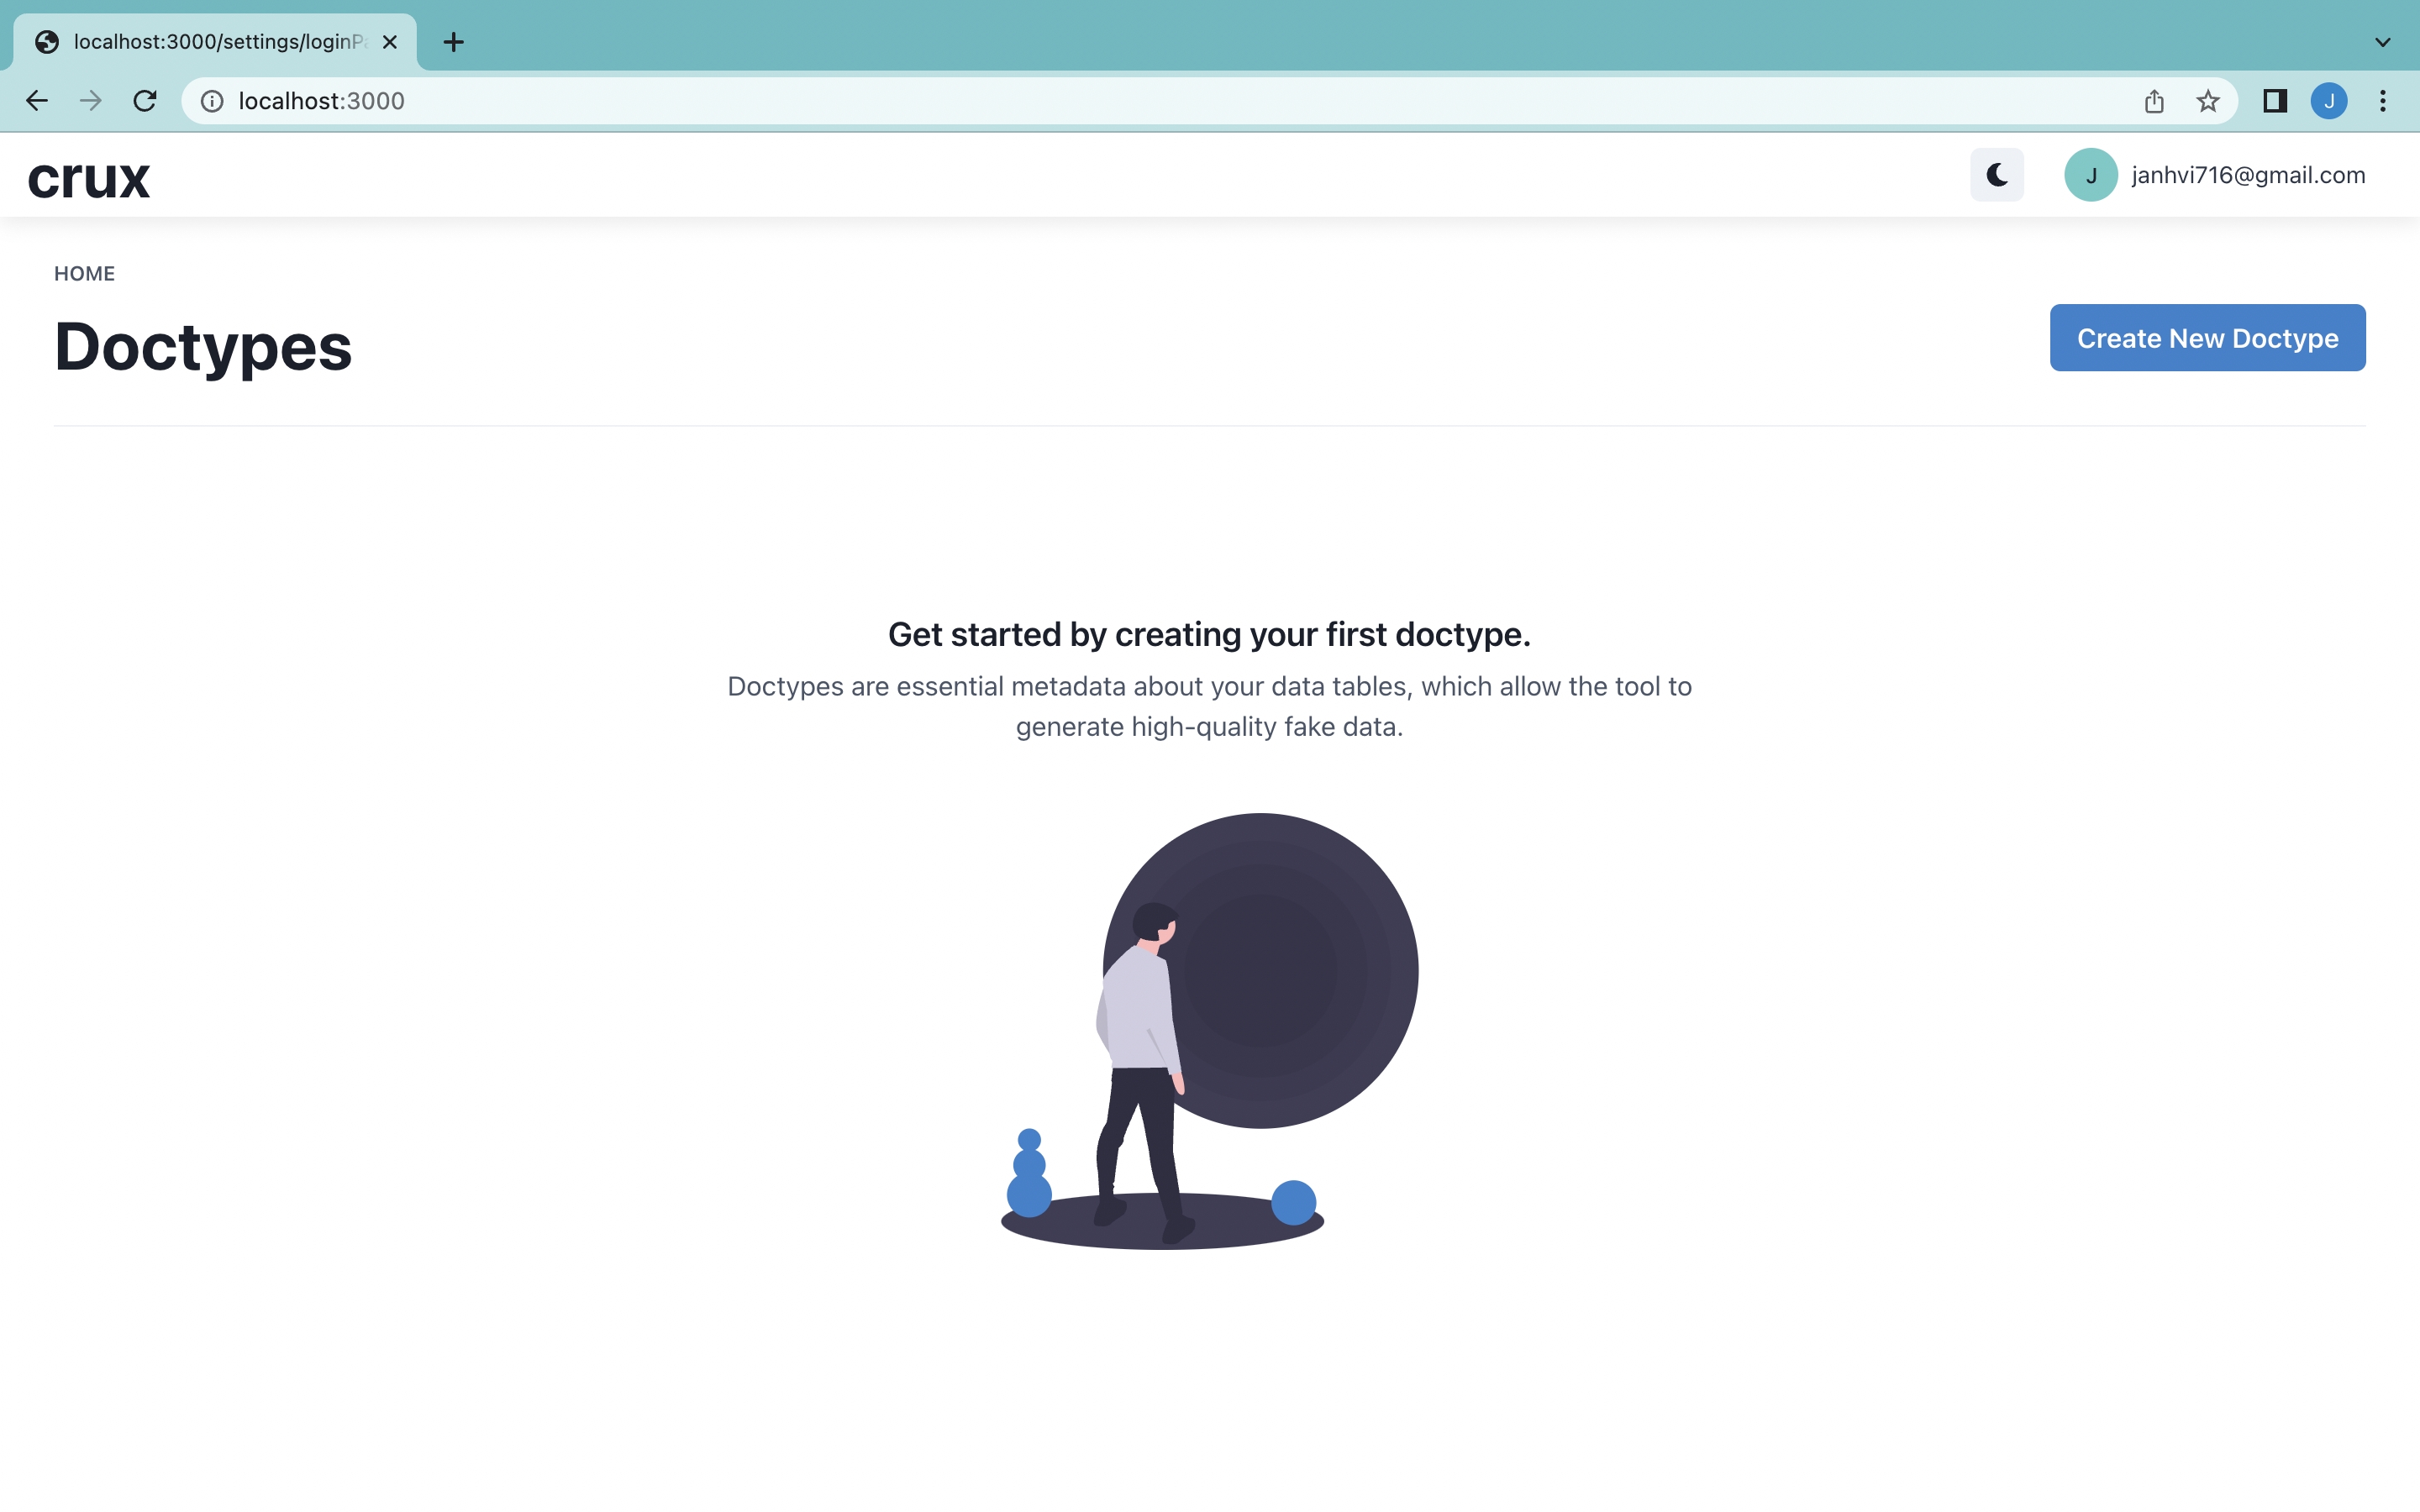 localhost:3000/settings/loginPa
localhost:3000
J
crux
J
janhvi716@gmail.com
HOME
Doctypes
Create New Doctype
Get started by creating your first doctype.
Doctypes are essential metadata about your data tables, which allow the tool to
generate high-quality fake data.